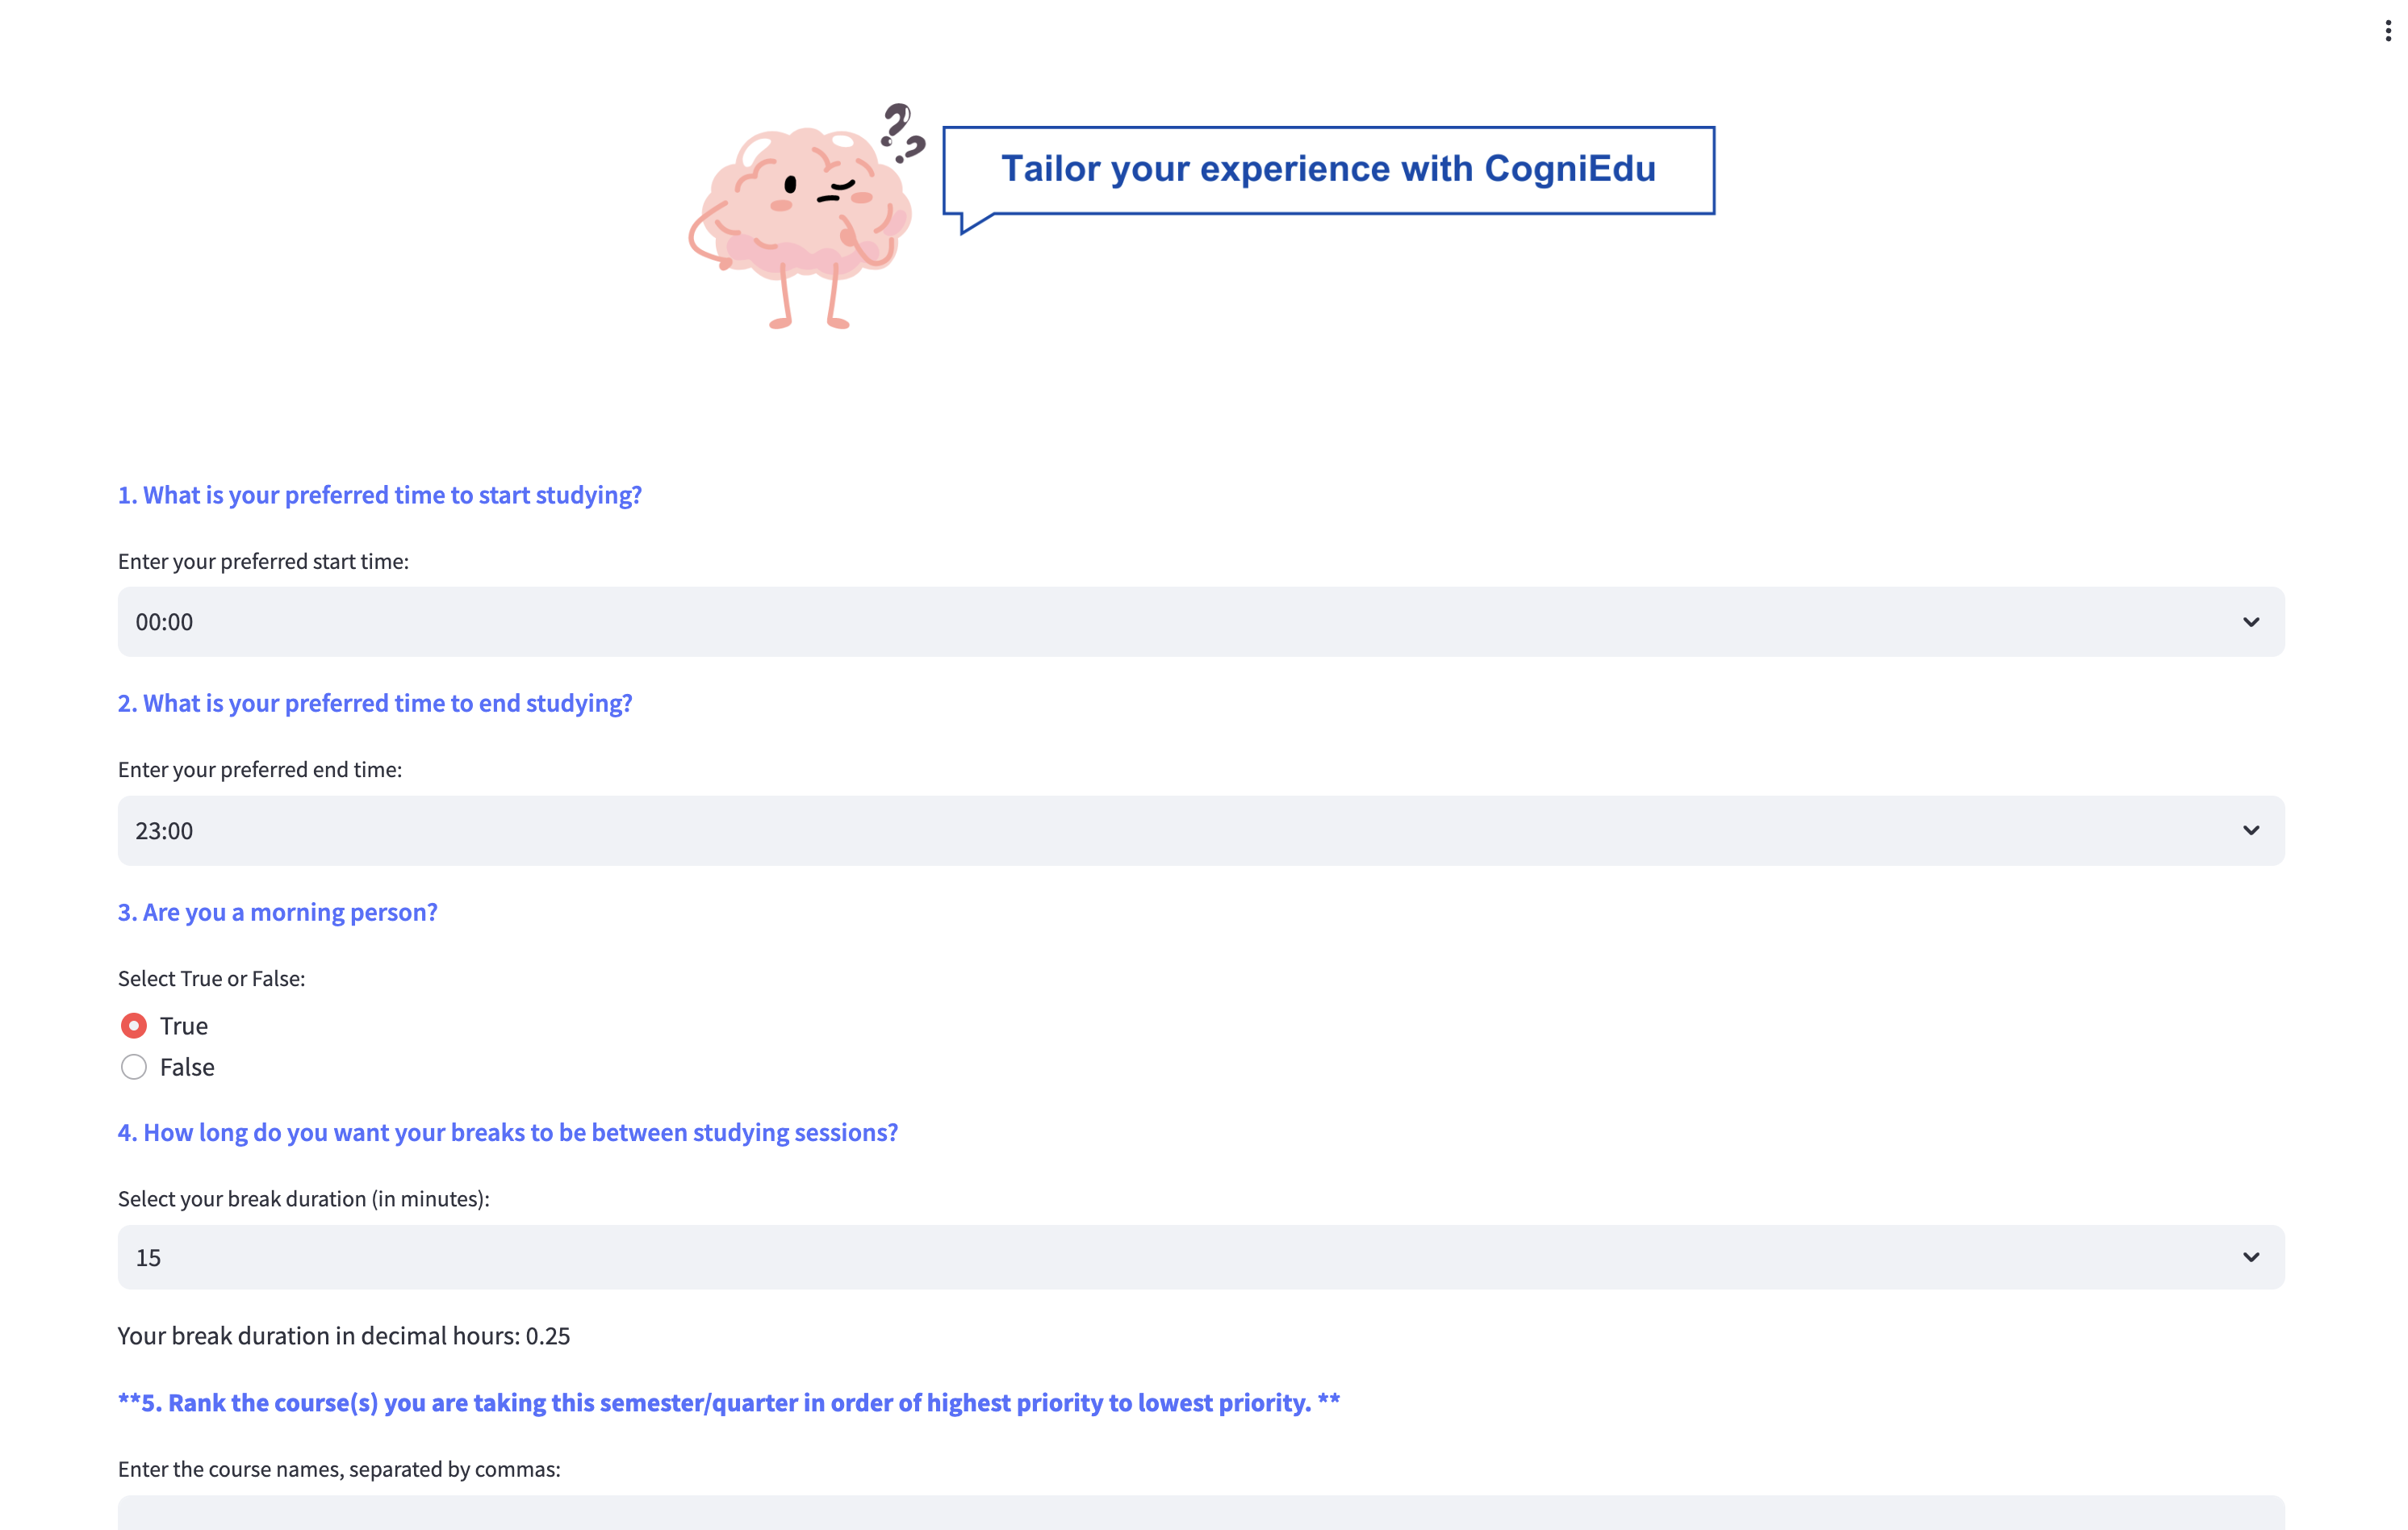 ??
Tailor your experience with CogniEdu
1. What is your preferred time to start studying?
Enter your preferred start time:
00:00
2. What is your preferred time to end studying?
Enter your preferred end time:
23:00
3. Are you a morning person?
Select True or False:
True
False
4. How long do you want your breaks to be between studying sessions?
Select your break duration (in minutes):
15
Your break duration in decimal hours: 0.25
**5. Rank the course(s) you are taking this semester/quarter in order of highest priority to lowest priority. **
Enter the course names, separated by commas: